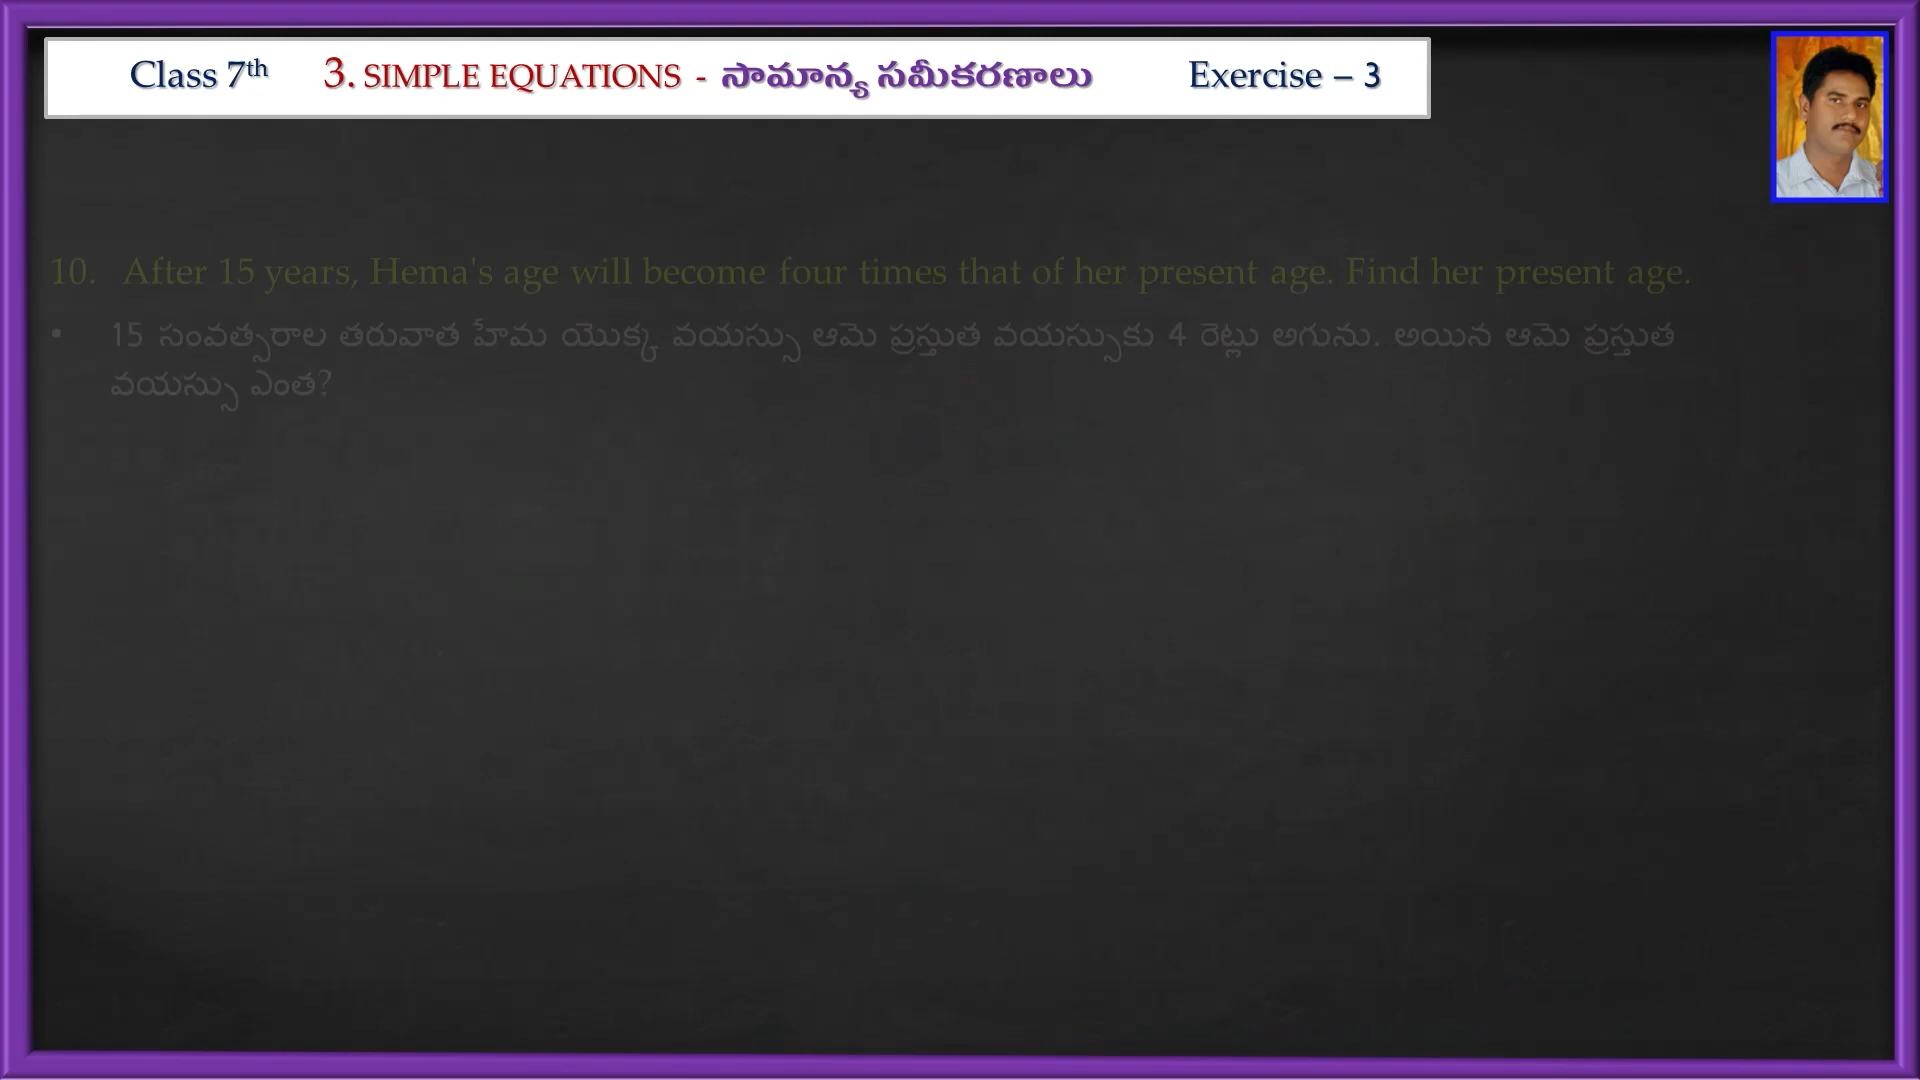 Class 7th 3. SIMPLE EQUATIONS - సామాన్య సమీకరణాలు Exercise – 3
10. After 15 years, Hema's age will become four times that of her present age. Find her present age.
• 15 సంవత్సరాల తరువాత హేమ యొక్క వయస్సు ఆమె ప్రస్తుత వయస్సుకు 4 రెట్లు అగును. అయిన ఆమె ప్రస్తుత
వయస్సు ఎంత?